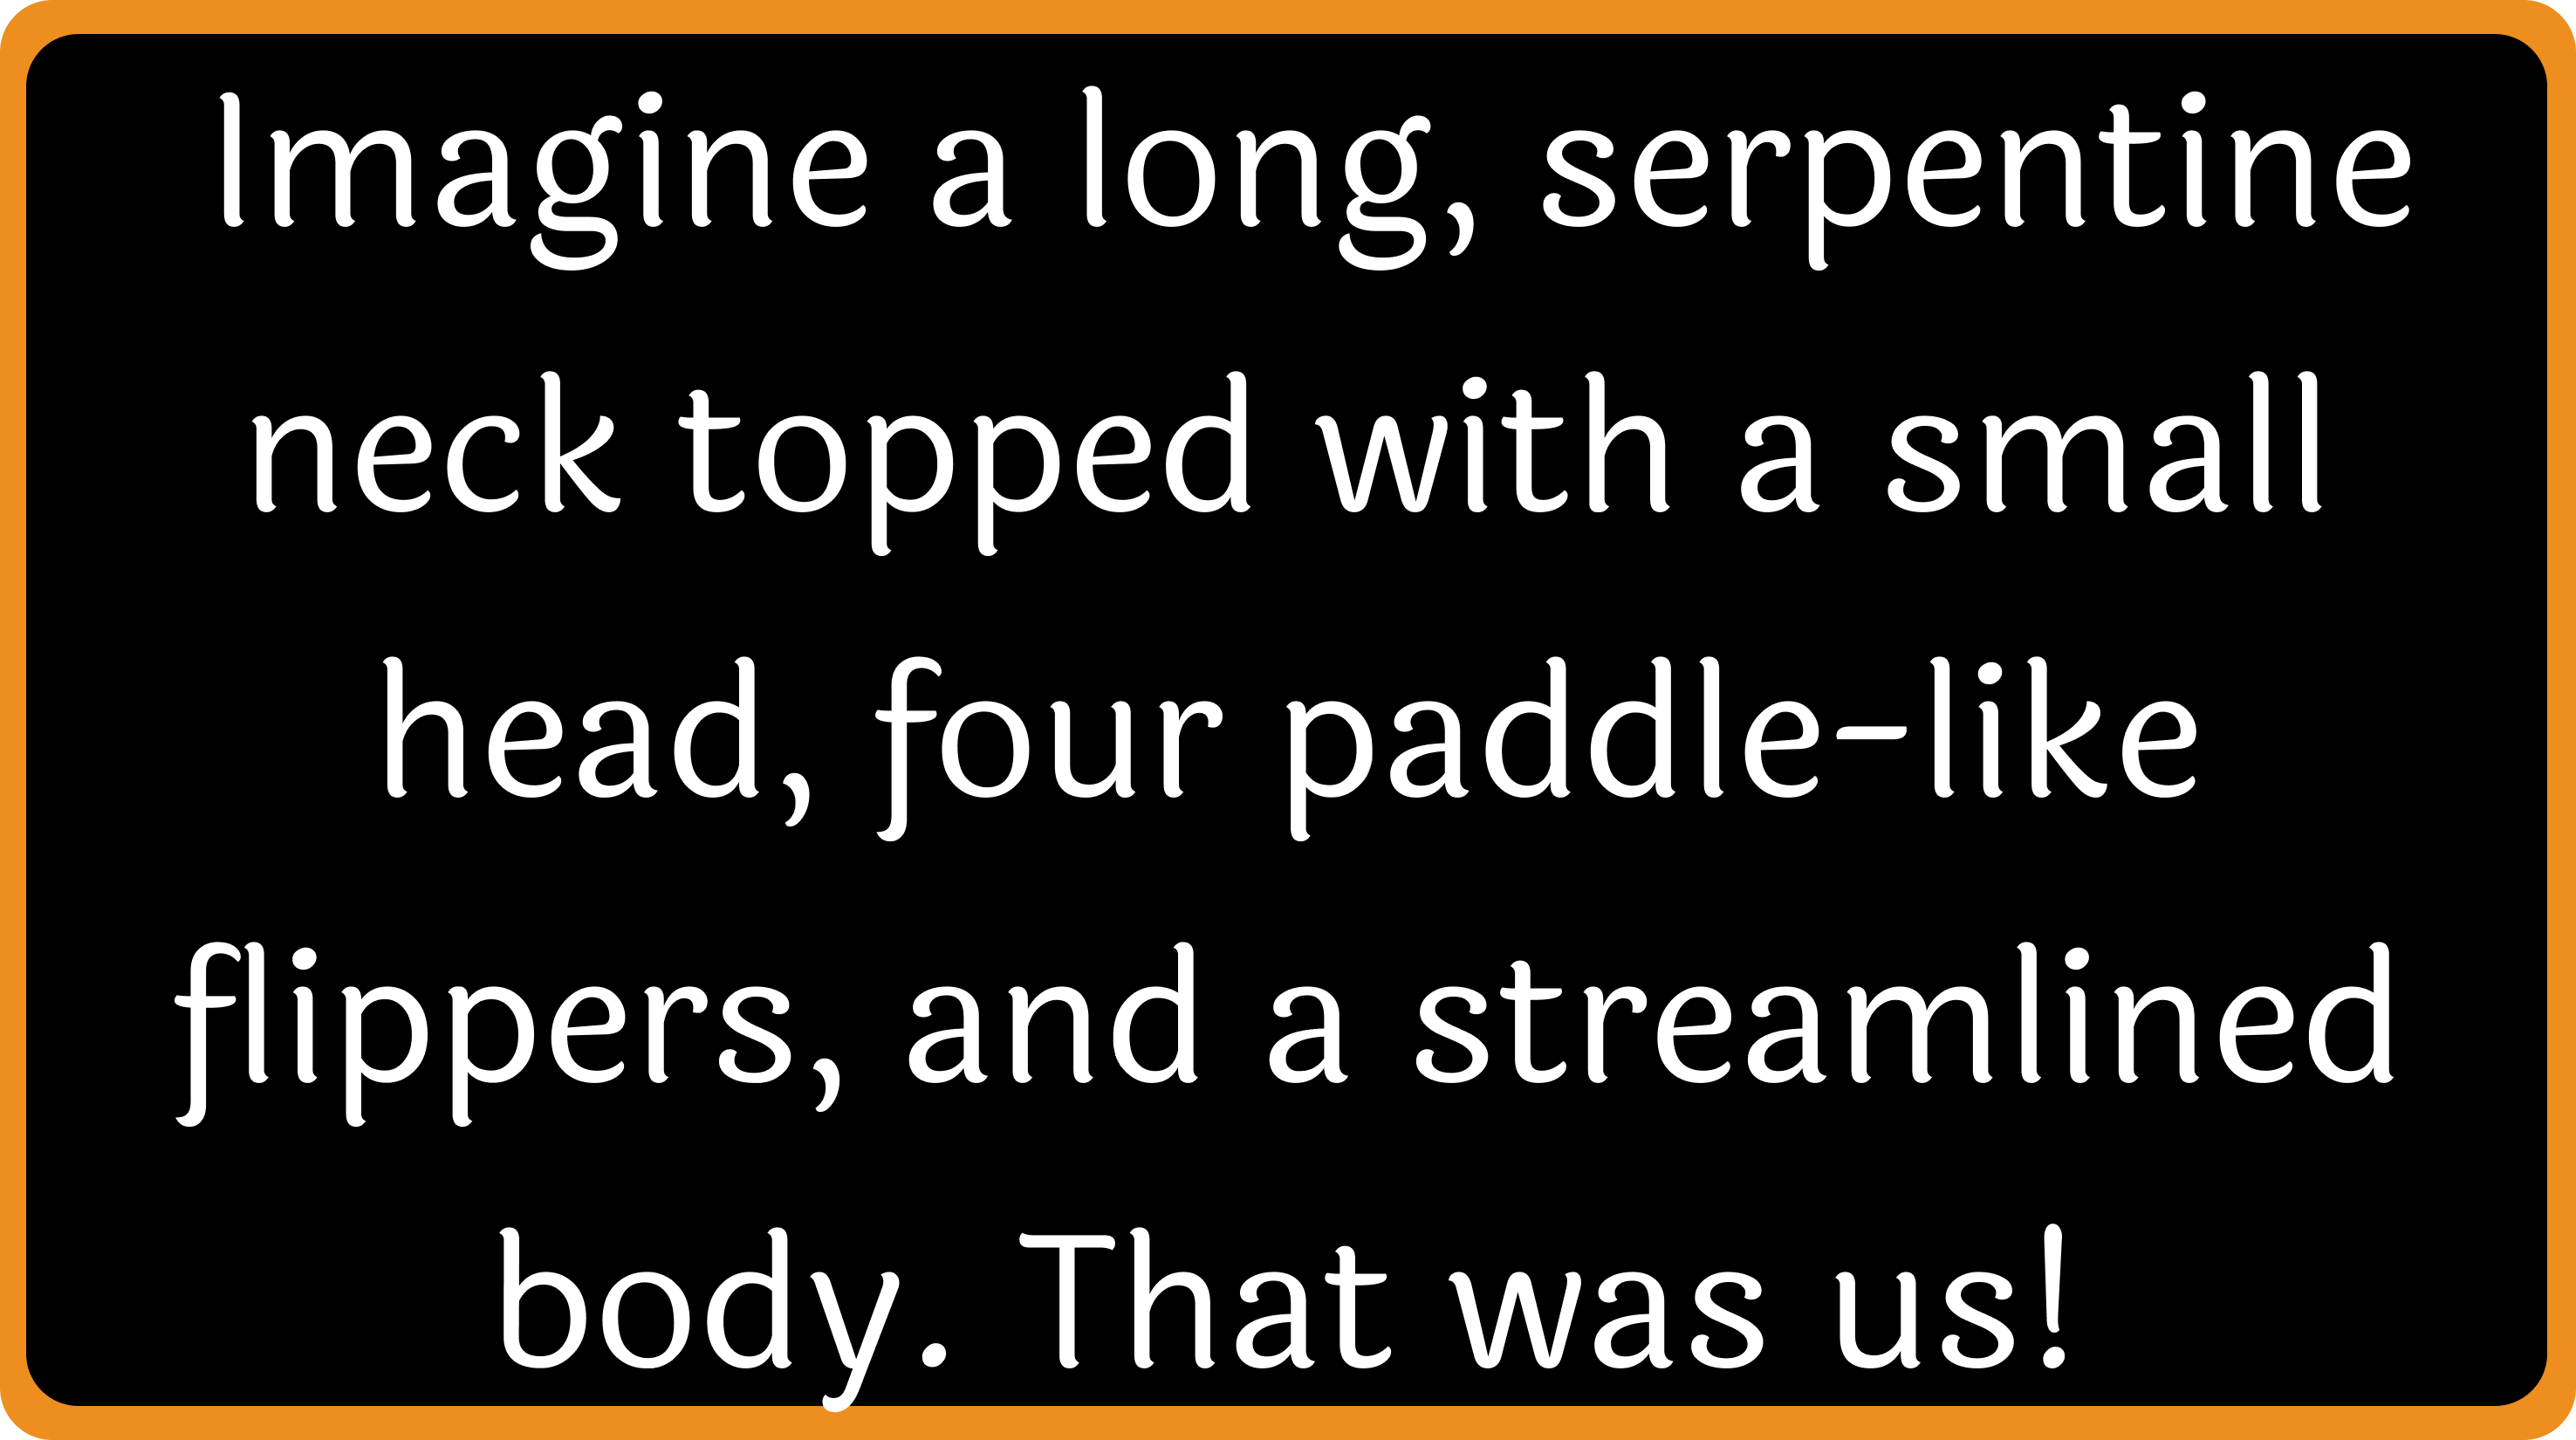 Imagine a long, serpentine
neck topped with a small
head, four paddle-like
flippers, and a streamlined
body. That was us!